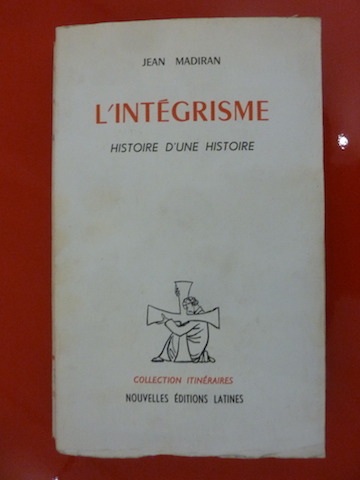 JEAN MADIRAN
L'INTÉGRISME
HISTOIRE D'UNE HISTOIRE
COLLECTION ITINÉRAIRES
NOUVELLES ÉDITIONS LATINES